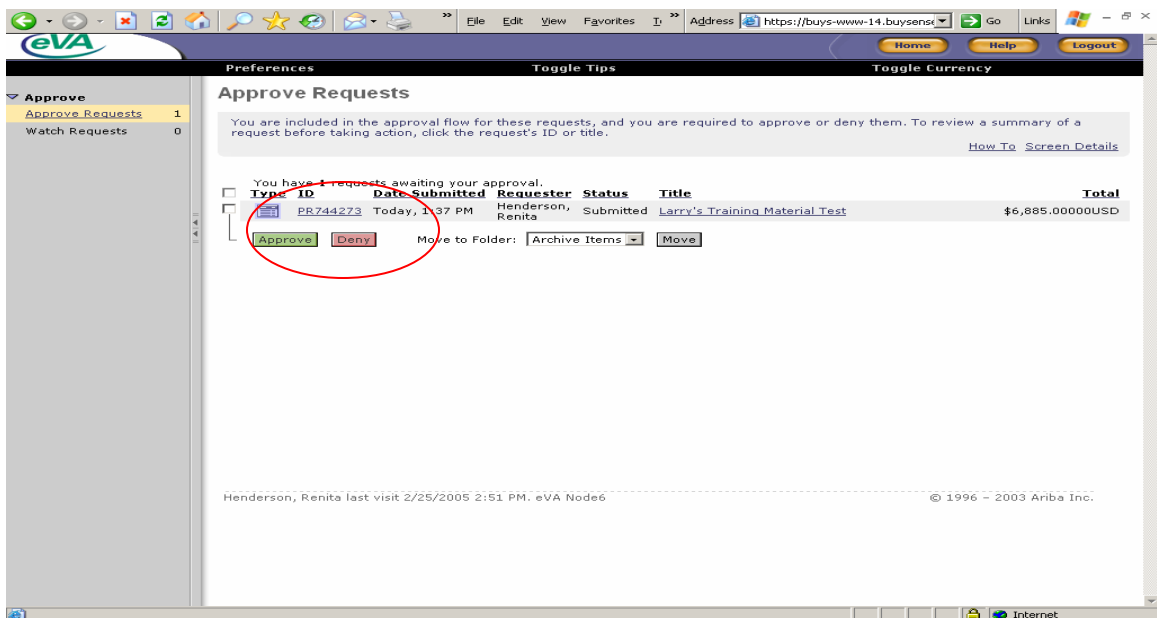 » File Edit View Favorites » Address https://buys-www-14.buysense Go Links
eVA Home Help Logout
Preferences Toggle Tips Toggle Currency
Approve
Approve Requests 1
Watch Requests 0
Approve Requests
You are included in the approval flow for these requests, and you are required to approve or deny them. To review a summary of a
request before taking action, click the request's ID or title.
How To Screen Details
You have 1 requests awaiting your approval.
Type ID Date Submitted Requester Status Title Total
PR744273 Today, 1:37 PM Henderson, Renita Submitted Larry's Training Material Test $6,885.00000USD
Approve Deny Move to Folder: Archive Items Move
Henderson, Renita last visit 2/25/2005 2:51 PM. eVA Node6 © 1996 – 2003 Ariba Inc.
Internet